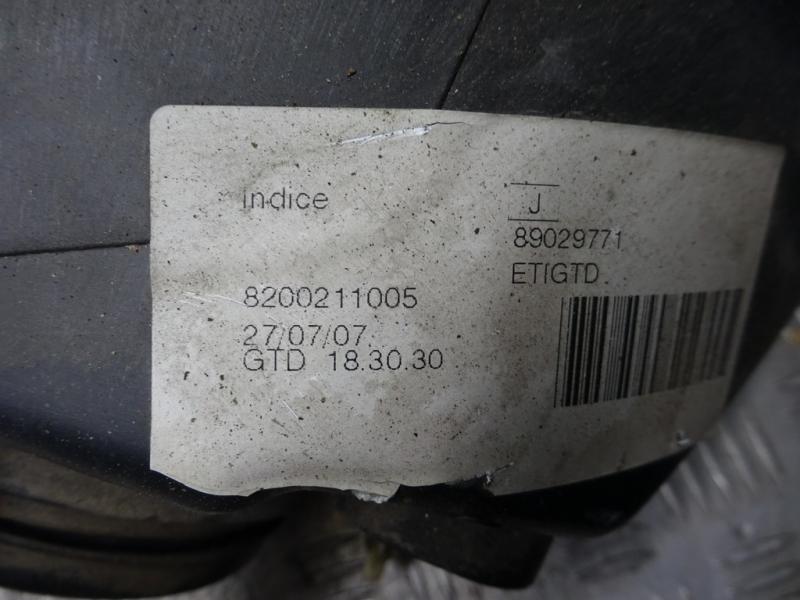 indice
J
89029771
ETIGTD
8200211005
27/07/07.
GTD 18.30.30